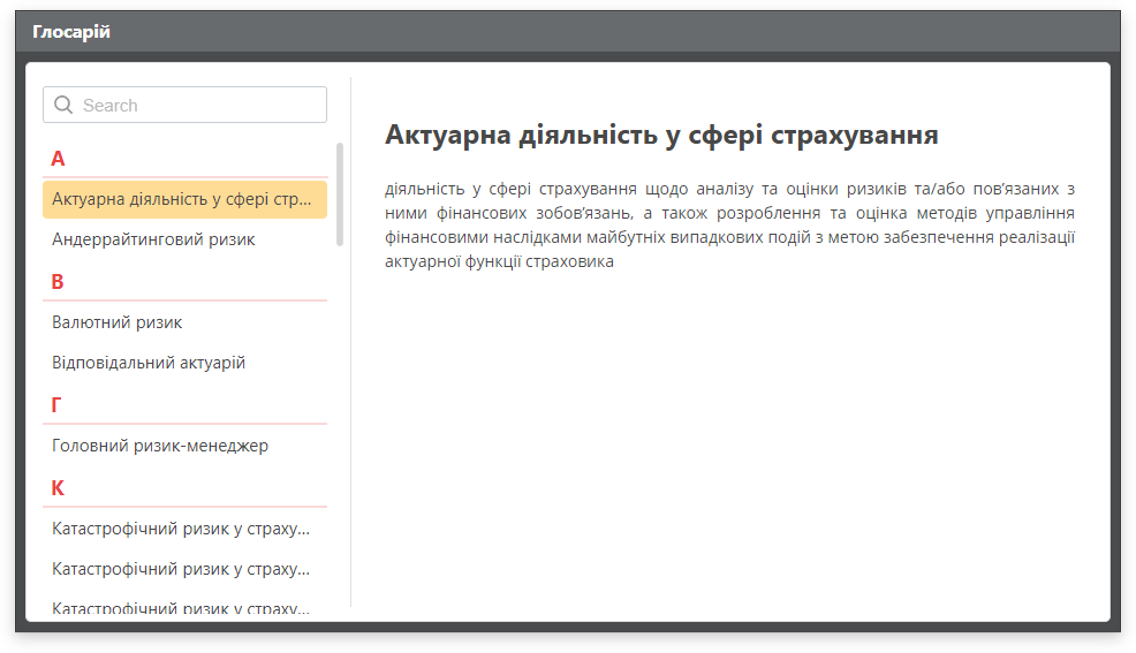 Глосарій
Search
А
Актуарна діяльність у сфері стр...
Андеррайтинговий ризик
В
Валютний ризик
Відповідальний актуарій
Г
Головний ризик-менеджер
К
Катастрофічний ризик у страху...
Катастрофічний ризик у страху...
Катастрофічний ризик у страху...
Актуарна діяльність у сфері страхування
діяльність у сфері страхування щодо аналізу та оцінки ризиків та/або пов’язаних з
ними фінансових зобов’язань, а також розроблення та оцінка методів управління
фінансовими наслідками майбутніх випадкових подій з метою забезпечення реалізації
актуарної функції страховика